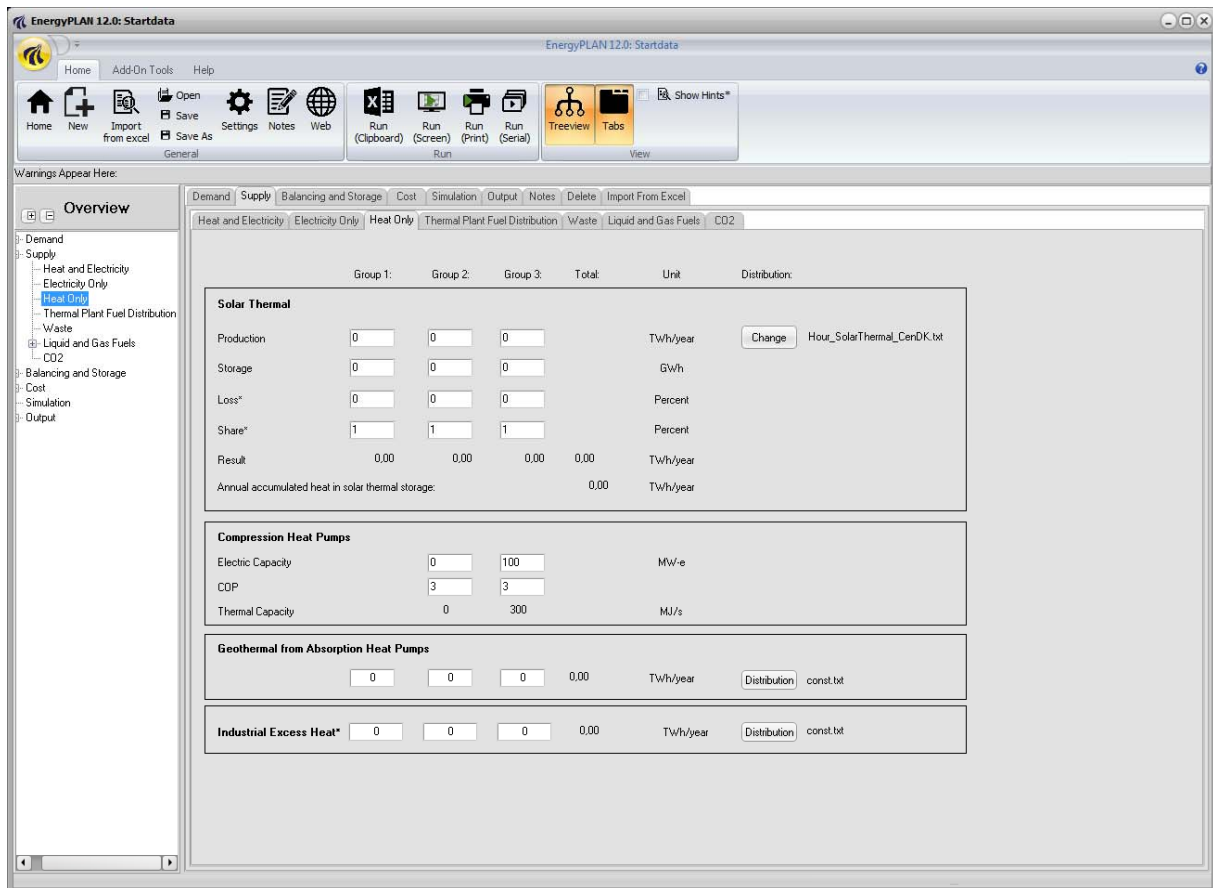 EnergyPLAN 12.0: Startdata
EnergyPLAN 12.0: Startdata
Home Add-On Tools Help
Home New Import from excel Open Save Save As Settings Notes Web Run (Clipboard) Run (Screen) Run (Print) Run (Serial) Treeview Tabs Show Hints*
General Run View
Warnings Appear Here:
Overview
Demand
Supply
Heat and Electricity
Electricity Only
Heat Only
Thermal Plant Fuel Distribution
Waste
Liquid and Gas Fuels
CO2
Balancing and Storage
Cost
Simulation
Output
Demand Supply Balancing and Storage Cost Simulation Output Notes Delete Import From Excel
Heat and Electricity Electricity Only Heat Only Thermal Plant Fuel Distribution Waste Liquid and Gas Fuels CO2
Group 1: Group 2: Group 3: Total: Unit Distribution:
Solar Thermal
Production 0 0 0 TWh/year Change Hour_SolarThermal_CenDK.txt
Storage 0 0 0 GWh
Loss* 0 0 0 Percent
Share* 1 1 1 Percent
Result 0,00 0,00 0,00 0,00 TWh/year
Annual accumulated heat in solar thermal storage: 0,00 TWh/year
Compression Heat Pumps
Electric Capacity 0 100 MW-e
COP 3 3
Thermal Capacity 0 300 MJ/s
Geothermal from Absorption Heat Pumps
0 0 0 0,00 TWh/year Distribution const.txt
Industrial Excess Heat* 0 0 0 0,00 TWh/year Distribution const.txt